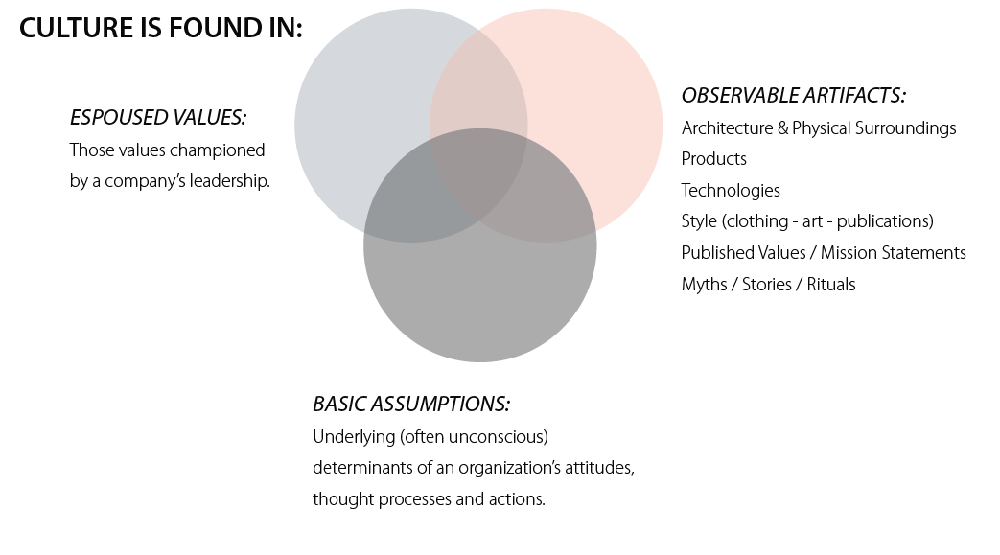 CULTURE IS FOUND IN:
ESPOUSED VALUES:
Those values championed
by a company’s leadership.
OBSERVABLE ARTIFACTS:
Architecture & Physical Surroundings
Products
Technologies
Style (clothing - art - publications)
Published Values / Mission Statements
Myths / Stories / Rituals
BASIC ASSUMPTIONS:
Underlying (often unconscious)
determinants of an organization’s attitudes,
thought processes and actions.